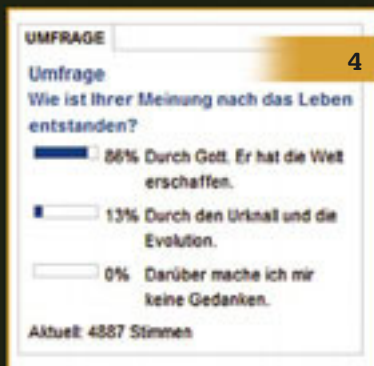 UMFRAGE
4
Umfrage
Wie ist Ihrer Meinung nach das Leben
entstanden?
86% Durch Gott. Er hat die Welt
erschaffen.
13% Durch den Urknall und die
Evolution.
0% Darüber mache ich mir
keine Gedanken.
Aktuell: 4887 Stimmen